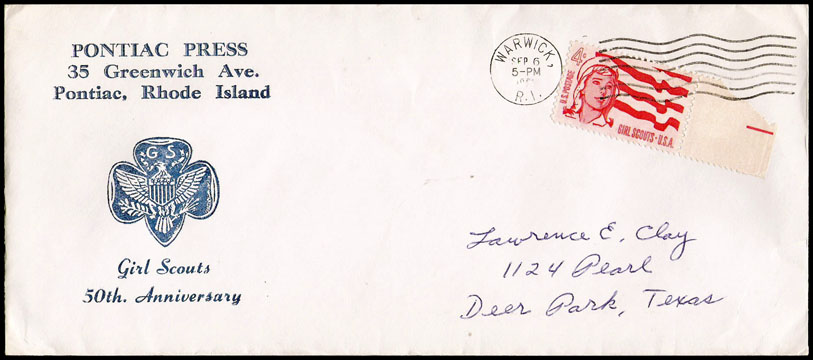 PONTIAC PRESS
35 Greenwich Ave.
Pontiac, Rhode Island
WARWICK,
SEP 6
5-PM
R.I.
4¢
U.S. POSTAGE
GIRL SCOUTS · U.S.A.
GS
Girl Scouts
50th. Anniversary
Lawrence E. Clay
1124 Pearl
Deer Park, Texas